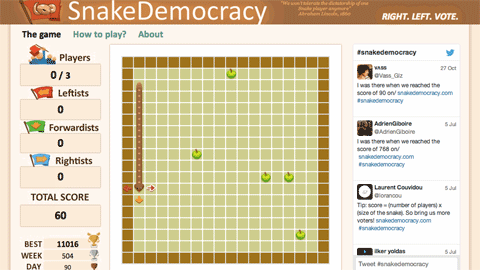 SnakeDemocracy
"We won't tolerate the dictatorship of one
Snake player anymore"
Abraham Lincoln, 1860
RIGHT. LEFT. VOTE.
The game
How to play?
About
Players
0 / 3
Leftists
0
Forwardists
0
Rightists
0
TOTAL SCORE
60
BEST 11016
WEEK 504
DAY 90
#snakedemocracy
vass 27 Oct
@Vass_Giz
I was there when we reached the
score of 90 on/ snakedemocracy.com
#snakedemocracy
AdrienGiboire 5 Jul
@AdrienGiboire
I was there when we reached the
score of 768 on/
snakedemocracy.com
#snakedemocracy
Laurent Couvidou 5 Jul
@lorancou
Tip: score = (number of players) x
(size of the snake). So bring us more
voters! snakedemocracy.com
#snakedemocracy
ilker yoldas 5 Jul
Tweet #snakedemocracy